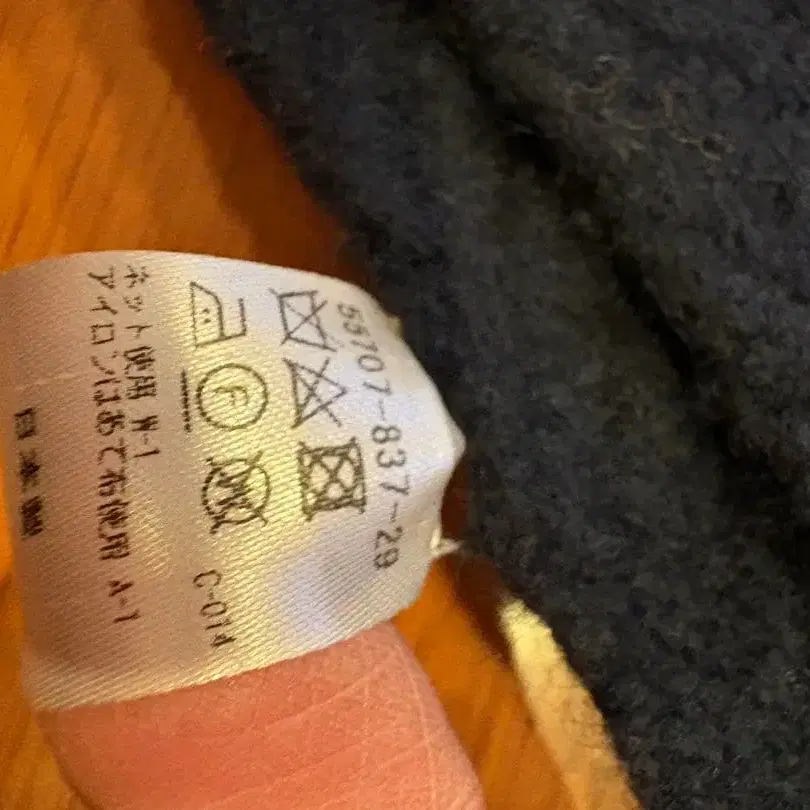 55707-837-29
F
W
C-014
ネット使用 W-1
アイロンはあて布使用 A-1
日本製